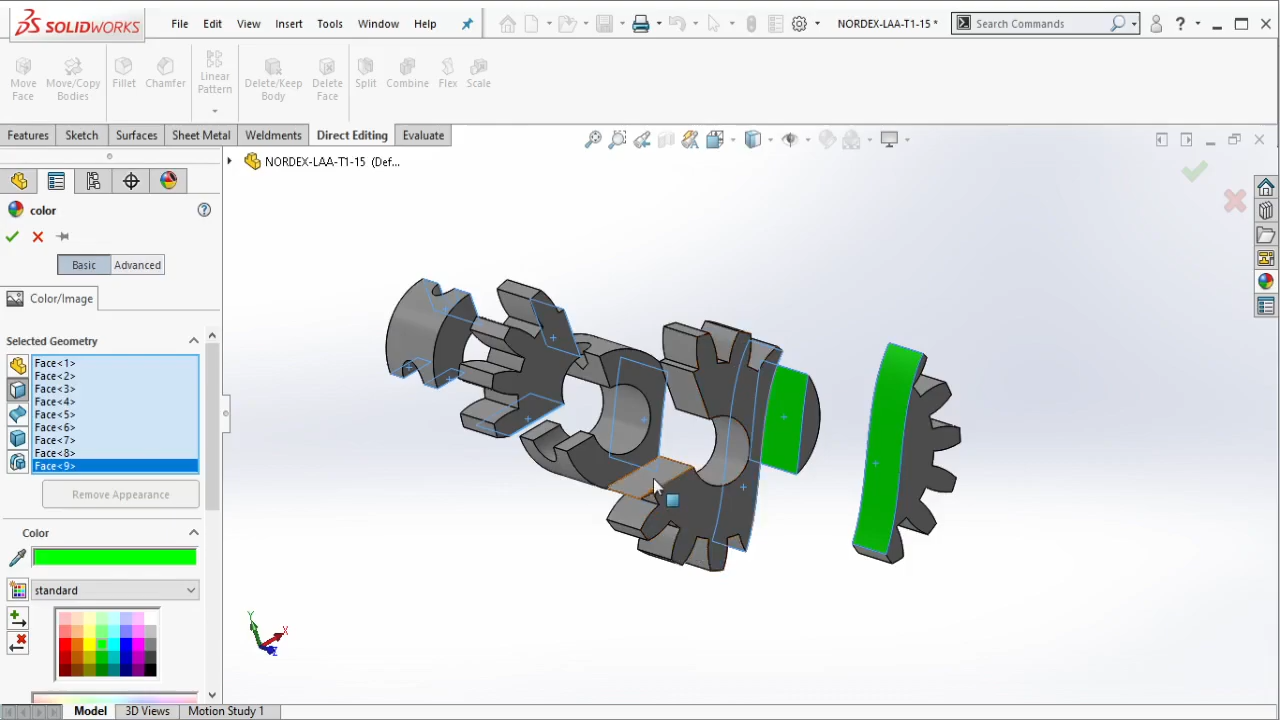 SOLIDWORKS File Edit View Insert Tools Window Help NORDEX-LAA-T1-15 * Search Commands ?
Move Face Move/Copy Bodies Fillet Chamfer Linear Pattern Delete/Keep Body Delete Face Split Combine Flex Scale
Features Sketch Surfaces Sheet Metal Weldments Direct Editing Evaluate
NORDEX-LAA-T1-15 (Def...
color
Basic Advanced
Color/Image
Selected Geometry
Face<1>
Face<2>
Face<3>
Face<4>
Face<5>
Face<6>
Face<7>
Face<8>
Face<9>
Remove Appearance
Color
standard
Y
X
Z
Model 3D Views Motion Study 1